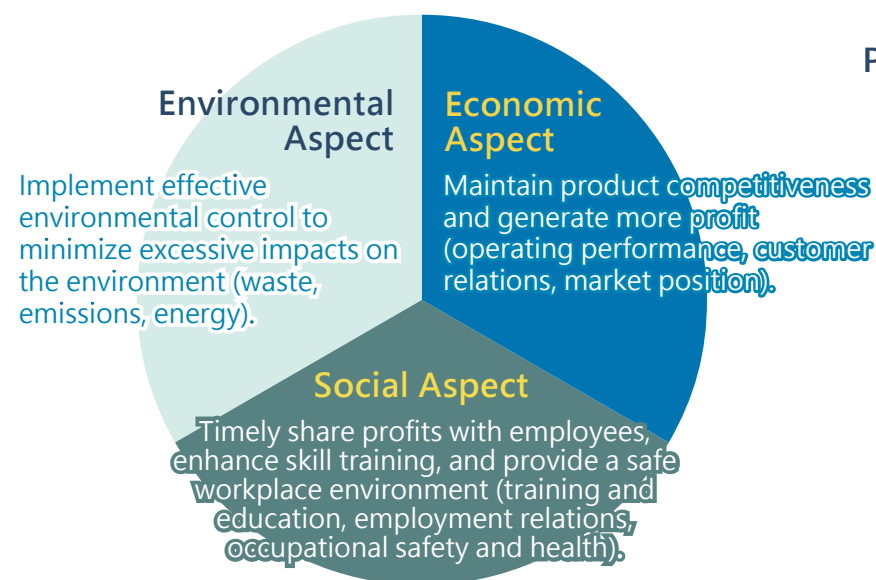 Environmental
Aspect
Implement effective
environmental control to
minimize excessive impacts on
the environment (waste,
emissions, energy).
Economic
Aspect
Maintain product competitiveness
and generate more profit
(operating performance, customer
relations, market position).
Social Aspect
Timely share profits with employees,
enhance skill training, and provide a safe
workplace environment (training and
education, employment relations,
occupational safety and health).